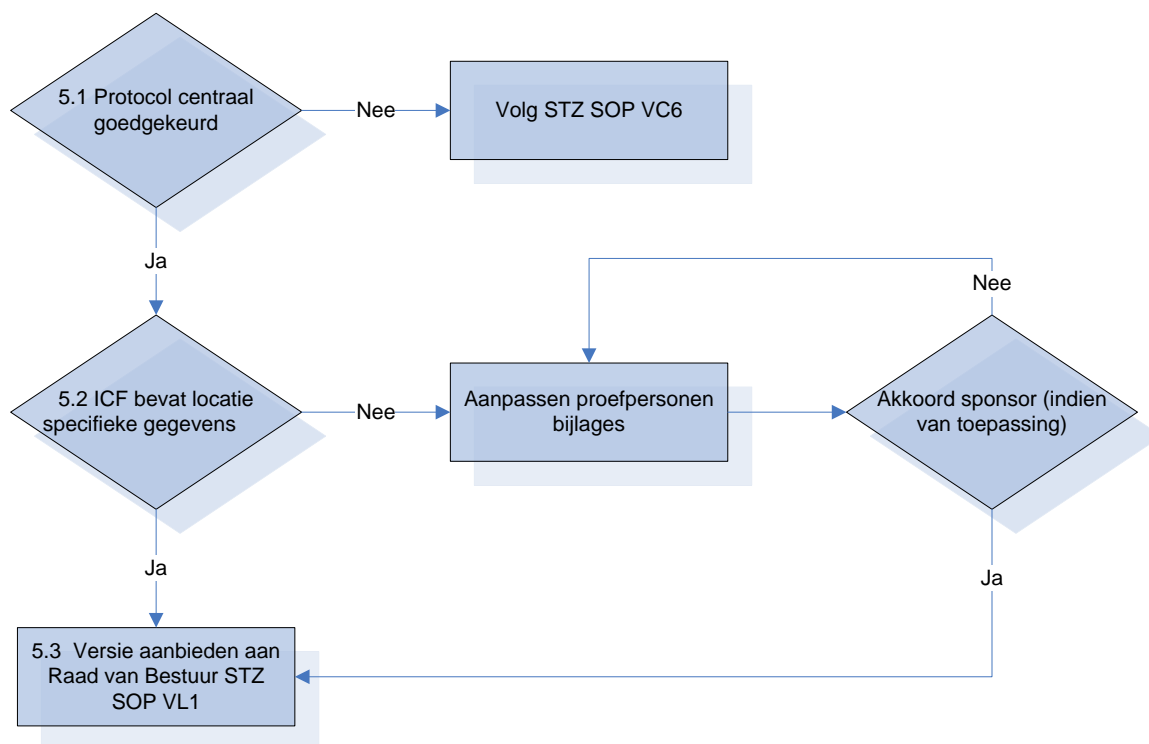 5.1 Protocol centraal
goedgekeurd
Nee
Volg STZ SOP VC6
Ja
Nee
5.2 ICF bevat locatie
specifieke gegevens
Nee
Aanpassen proefpersonen
bijlages
Akkoord sponsor (indien
van toepassing)
Ja
Ja
5.3 Versie aanbieden aan
Raad van Bestuur STZ
SOP VL1